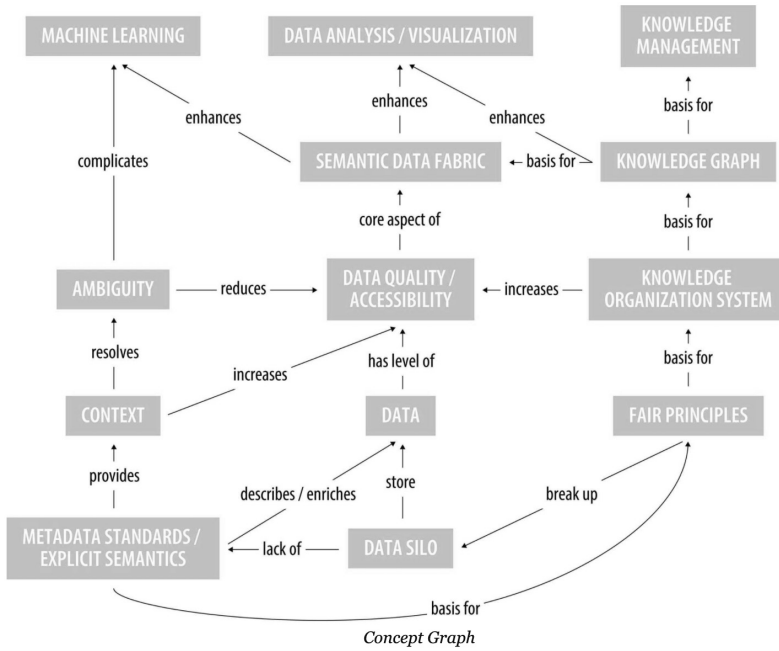 MACHINE LEARNING
DATA ANALYSIS / VISUALIZATION
KNOWLEDGE
MANAGEMENT
enhances
enhances
enhances
basis for
complicates
SEMANTIC DATA FABRIC
basis for
KNOWLEDGE GRAPH
core aspect of
basis for
AMBIGUITY
reduces
DATA QUALITY /
ACCESSIBILITY
increases
KNOWLEDGE
ORGANIZATION SYSTEM
resolves
increases
has level of
basis for
CONTEXT
DATA
FAIR PRINCIPLES
provides
describes / enriches
store
break up
METADATA STANDARDS /
EXPLICIT SEMANTICS
lack of
DATA SILO
basis for
Concept Graph